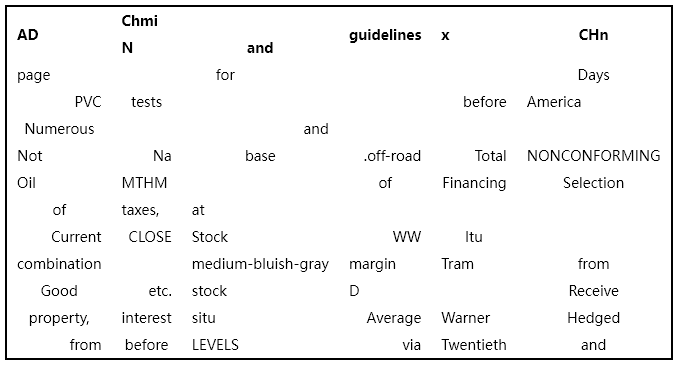 AD Chmi N and guidelines x CHn
page for Days
PVC tests before America
Numerous and
Not Na base .off-road Total NONCONFORMING
Oil MTHM of Financing Selection
of taxes, at
Current CLOSE Stock WW Itu
combination medium-bluish-gray margin Tram from
Good etc. stock D Receive
property, interest situ Average Warner Hedged
from before LEVELS via Twentieth and